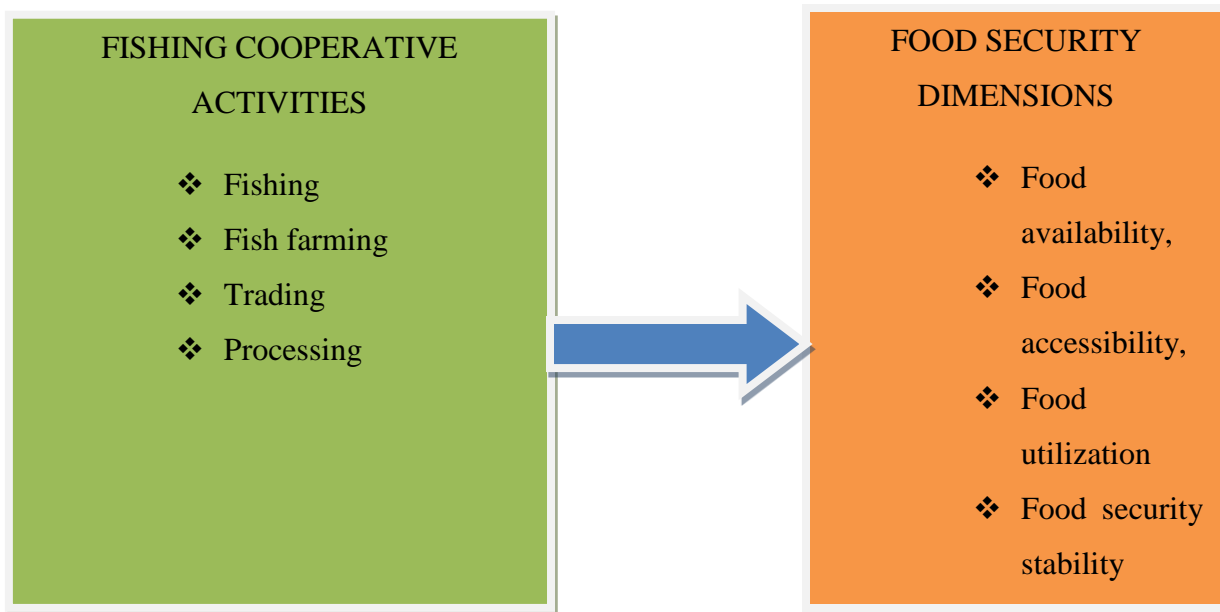 FISHING COOPERATIVE
ACTIVITIES
❖ Fishing
❖ Fish farming
❖ Trading
❖ Processing
FOOD SECURITY
DIMENSIONS
❖ Food
availability,
❖ Food
accessibility,
❖ Food
utilization
❖ Food security
stability